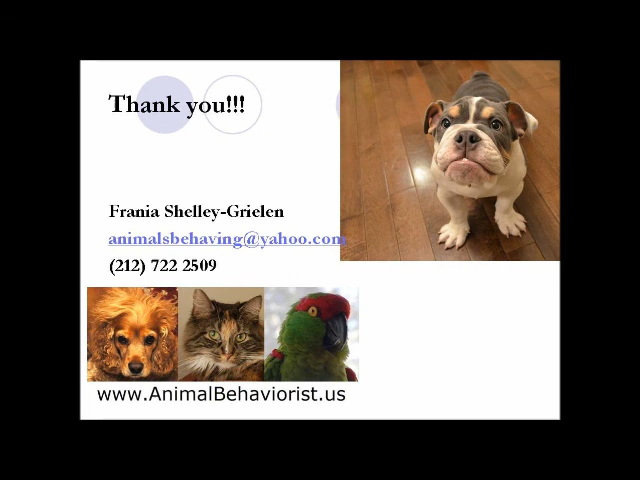 Thank you!!!
Frania Shelley-Grielen
animalsbehaving@yahoo.com
(212) 722 2509
www.AnimalBehaviorist.us